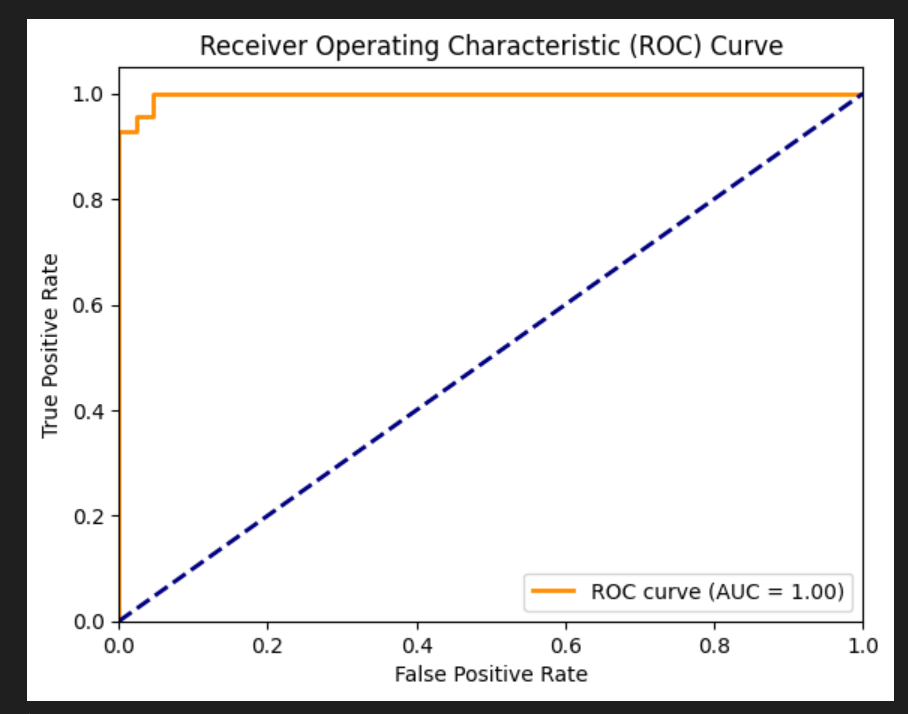 Receiver Operating Characteristic (ROC) Curve
1.0
0.8
0.6
0.4
0.2
0.0
True Positive Rate
ROC curve (AUC = 1.00)
0.0 0.2 0.4 0.6 0.8 1.0
False Positive Rate